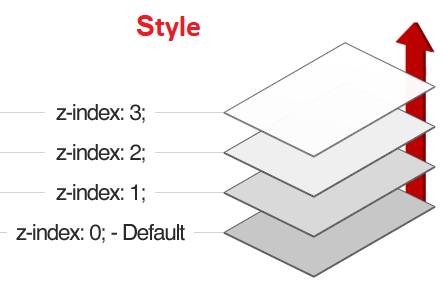 Style
z-index: 3;
z-index: 2;
z-index: 1;
z-index: 0; - Default